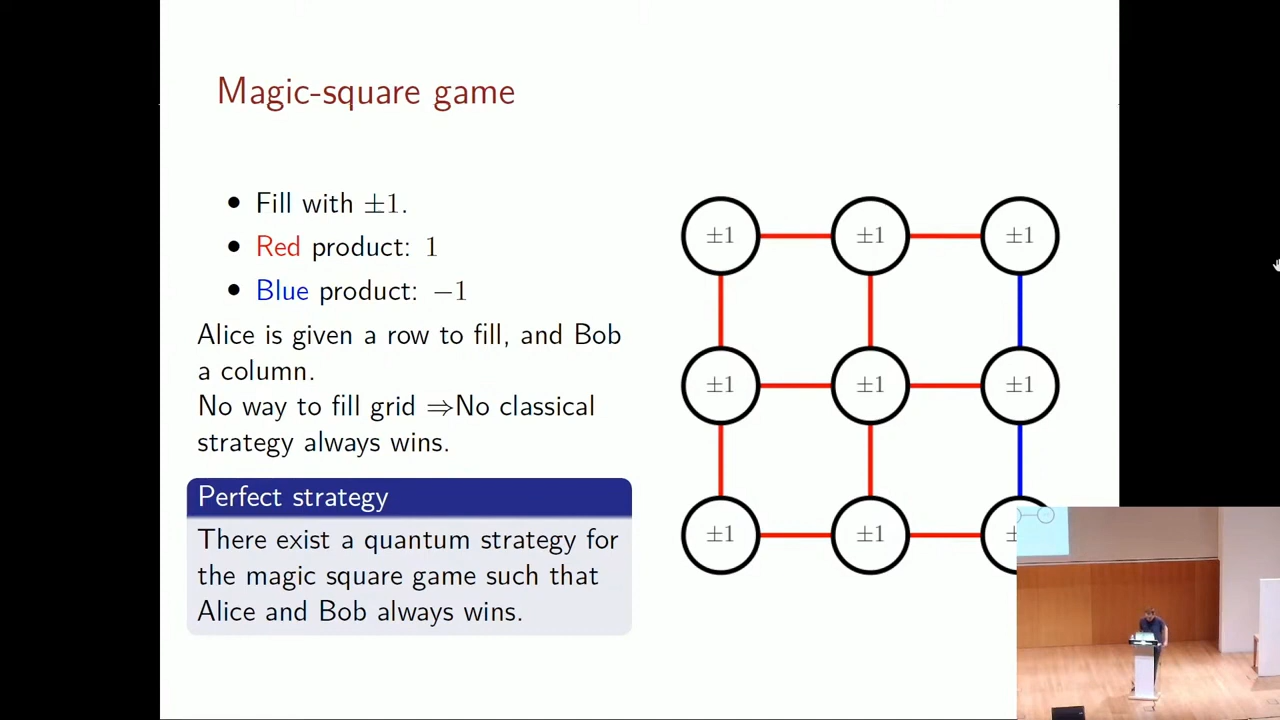 Magic-square game
• Fill with ±1.
• Red product: 1
• Blue product: −1
Alice is given a row to fill, and Bob
a column.
No way to fill grid ⇒No classical
strategy always wins.
Perfect strategy
There exist a quantum strategy for
the magic square game such that
Alice and Bob always wins.
±1 ±1 ±1
±1 ±1 ±1
±1 ±1